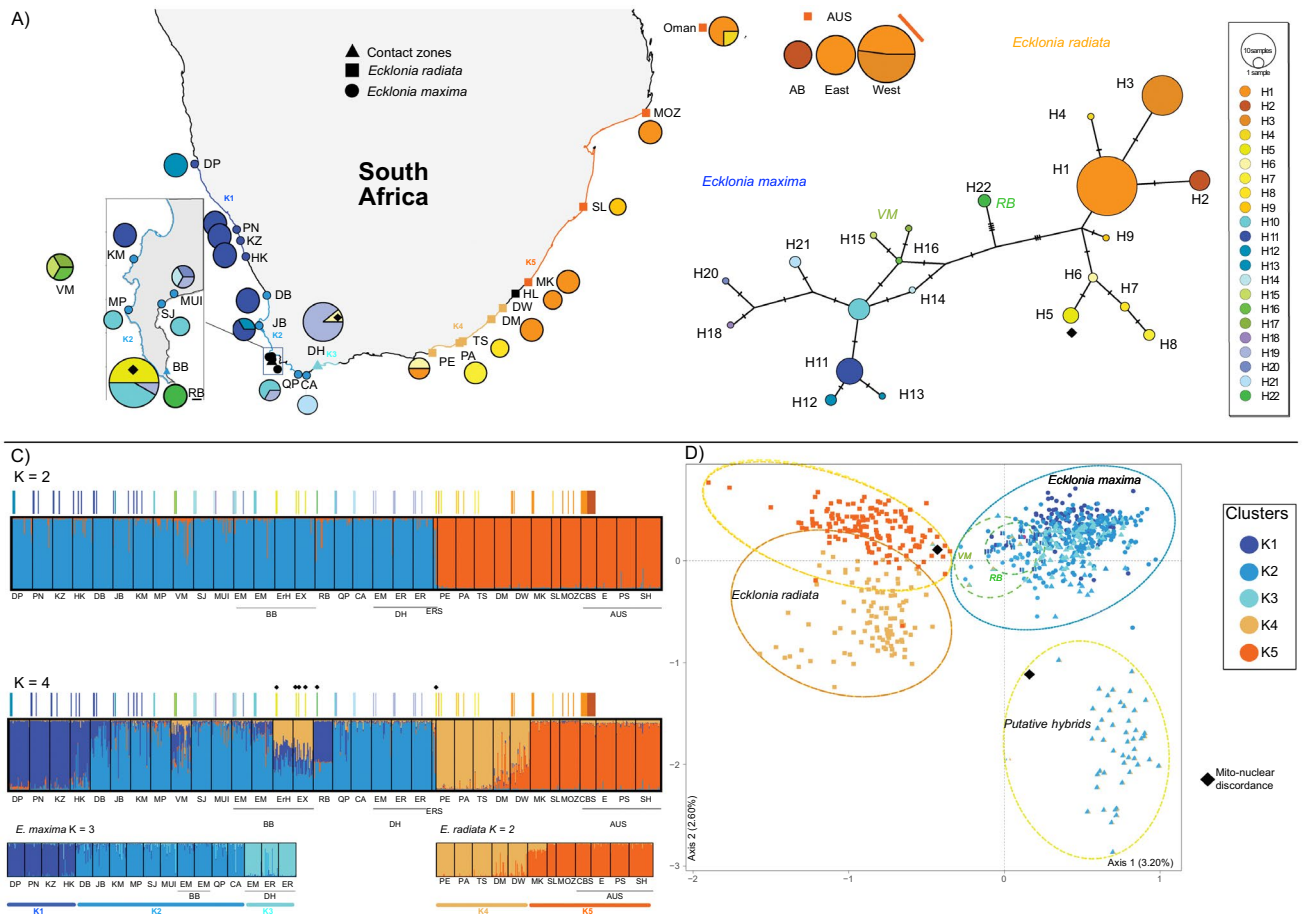 A)
Contact zones
Ecklonia radiata
Ecklonia maxima
South
Africa
Oman
,
AUS
AB
East
West
MOZ
SL
K5
MK
HL
DW
DM
K4
TS
PA
PE
DP
K1
PN
KZ
HK
DB
JB
K2
DH
K3
QP CA
KM
MUI
MP
SJ
K2
BB
RB
VM
Ecklonia radiata
Ecklonia maxima
H3
H4
H1
H2
H22
RB
VM
H15
H16
H9
H6
H7
H5
H8
H21
H20
H14
H18
H11
H12
H13
10 samples
1 sample
H1
H2
H3
H4
H5
H6
H7
H8
H9
H10
H11
H12
H13
H14
H15
H16
H17
H18
H19
H20
H21
H22
C)
K = 2
DP PN KZ HK DB JB KM MP VM SJ MUI EM EM ErH EX RB QP CA EM ER ER PE PA TS DM DW MK SL MOZ CBS E PS SH
ERS
BB
DH
AUS
K = 4
DP PN KZ HK DB JB KM MP VM SJ MUI EM EM ErH EX RB QP CA EM ER ER PE PA TS DM DW MK SL MOZ CBS E PS SH
ERS
BB
DH
AUS
E. maxima K = 3
DP PN KZ HK DB JB KM MP SJ MUI EM EM QP CA EM ER ER
BB
DH
K1
K2
K3
E. radiata K = 2
PE PA TS DM DW MK SL MOZ CBS E PS SH
AUS
K4
K5
D)
Ecklonia maxima
VM
RB
Ecklonia radiata
Putative hybrids
Axis 2 (2.60%)
Axis 1 (3.20%)
0
−1
−2
−3
−2
−1
0
1
Clusters
K1
K2
K3
K4
K5
Mito-nuclear
discordance